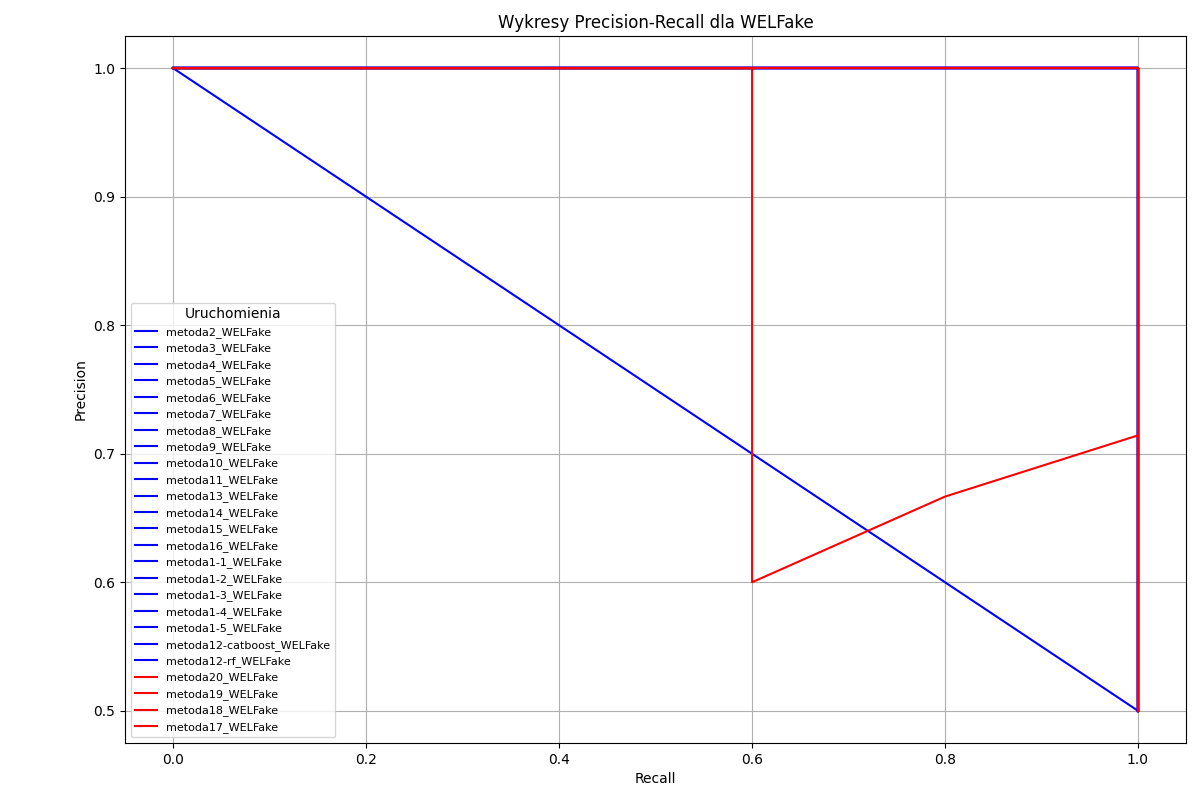 Wykresy Precision-Recall dla WELFake
1.0
0.9
0.8
0.7
0.6
0.5
Precision
Uruchomienia
metoda2_WELFake
metoda3_WELFake
metoda4_WELFake
metoda5_WELFake
metoda6_WELFake
metoda7_WELFake
metoda8_WELFake
metoda9_WELFake
metoda10_WELFake
metoda11_WELFake
metoda13_WELFake
metoda14_WELFake
metoda15_WELFake
metoda16_WELFake
metoda1-1_WELFake
metoda1-2_WELFake
metoda1-3_WELFake
metoda1-4_WELFake
metoda1-5_WELFake
metoda12-catboost_WELFake
metoda12-rf_WELFake
metoda20_WELFake
metoda19_WELFake
metoda18_WELFake
metoda17_WELFake
0.0 0.2 0.4 0.6 0.8 1.0
Recall